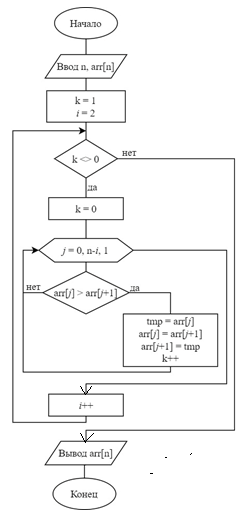 Начало
Ввод n, arr[n]
k = 1
i = 2
k <> 0
нет
да
k = 0
j = 0, n-i, 1
нет
arr[j] > arr[j+1]
да
tmp = arr[j]
arr[j] = arr[j+1]
arr[j+1] = tmp
k++
i++
Вывод arr[n]
Конец